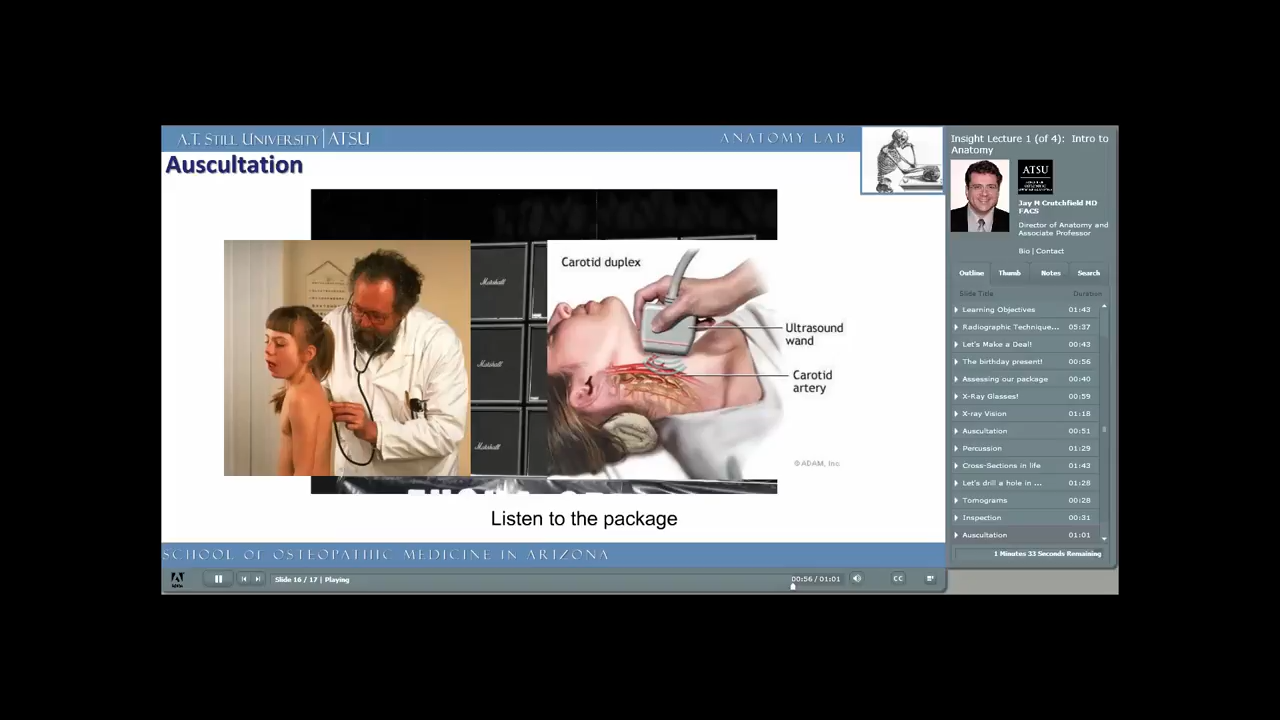 A.T. STILL UNIVERSITY | ATSU
ANATOMY LAB
Auscultation
Marshall
Marshall
Marshall
Carotid duplex
Ultrasound
wand
Carotid
artery
© ADAM, Inc.
Listen to the package
SCHOOL OF OSTEOPATHIC MEDICINE IN ARIZONA
Slide 16 / 17 | Playing
00:56 / 01:01
CC
Insight Lecture 1 (of 4): Intro to
Anatomy
ATSU
Jay M Crutchfield MD
FACS
Director of Anatomy and
Associate Professor
Bio | Contact
Outline
Thumb
Notes
Search
Slide Title Duration
Learning Objectives 01:43
Radiographic Technique... 05:37
Let's Make a Deal! 00:43
The birthday present! 00:56
Assessing our package 00:40
X-Ray Glasses! 00:59
X-ray Vision 01:18
Auscultation 00:51
Percussion 01:29
Cross-Sections in life 01:43
Let's drill a hole in ... 01:28
Tomograms 00:28
Inspection 00:31
Auscultation 01:01
1 Minutes 33 Seconds Remaining